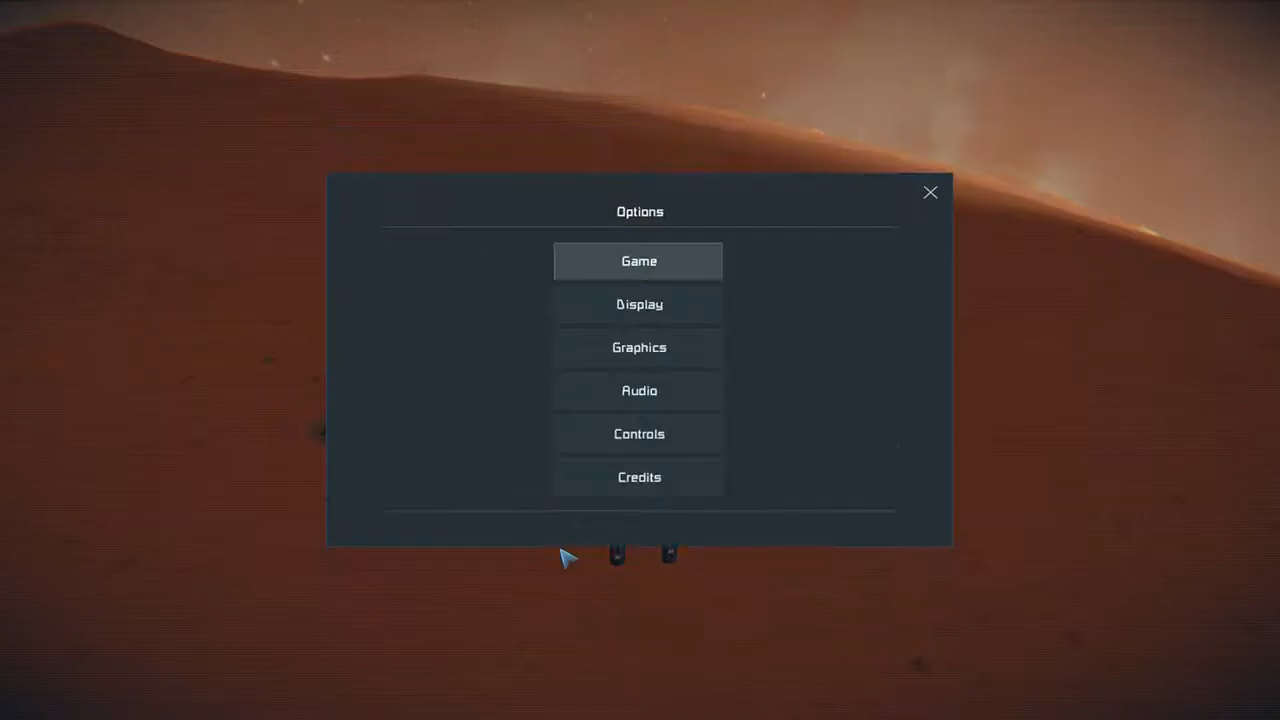 Options
Game
Display
Graphics
Audio
Controls
Credits